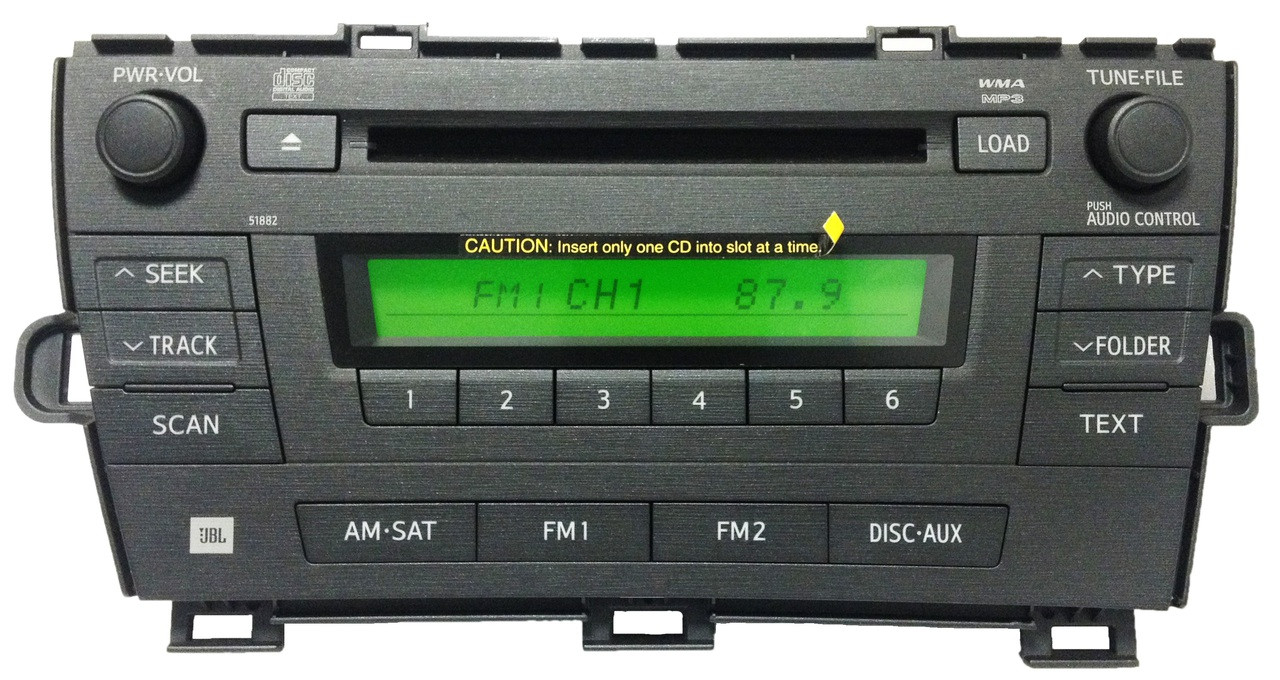 PWR·VOL
COMPACT
disc
DIGITAL AUDIO
TEXT
WMA
MP3
TUNE·FILE
LOAD
PUSH
AUDIO CONTROL
51882
CAUTION: Insert only one CD into slot at a time.
SEEK
TRACK
SCAN
FM1 CH1 87.9
TYPE
FOLDER
TEXT
1 2 3 4 5 6
JBL
AM·SAT FM1 FM2 DISC·AUX